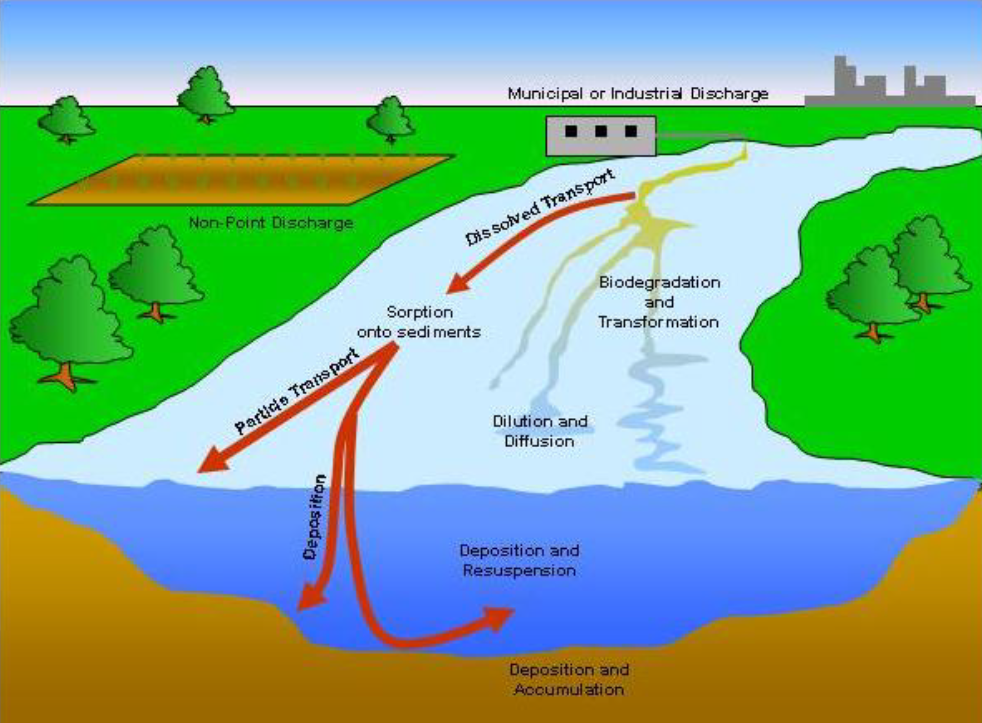 Municipal or Industrial Discharge
Non-Point Discharge
Dissolved Transport
Biodegradation
and
Transformation
Sorption
onto sediments
Particle Transport
Dilution and
Diffusion
Deposition
Deposition and
Resuspension
Deposition and
Accumulation